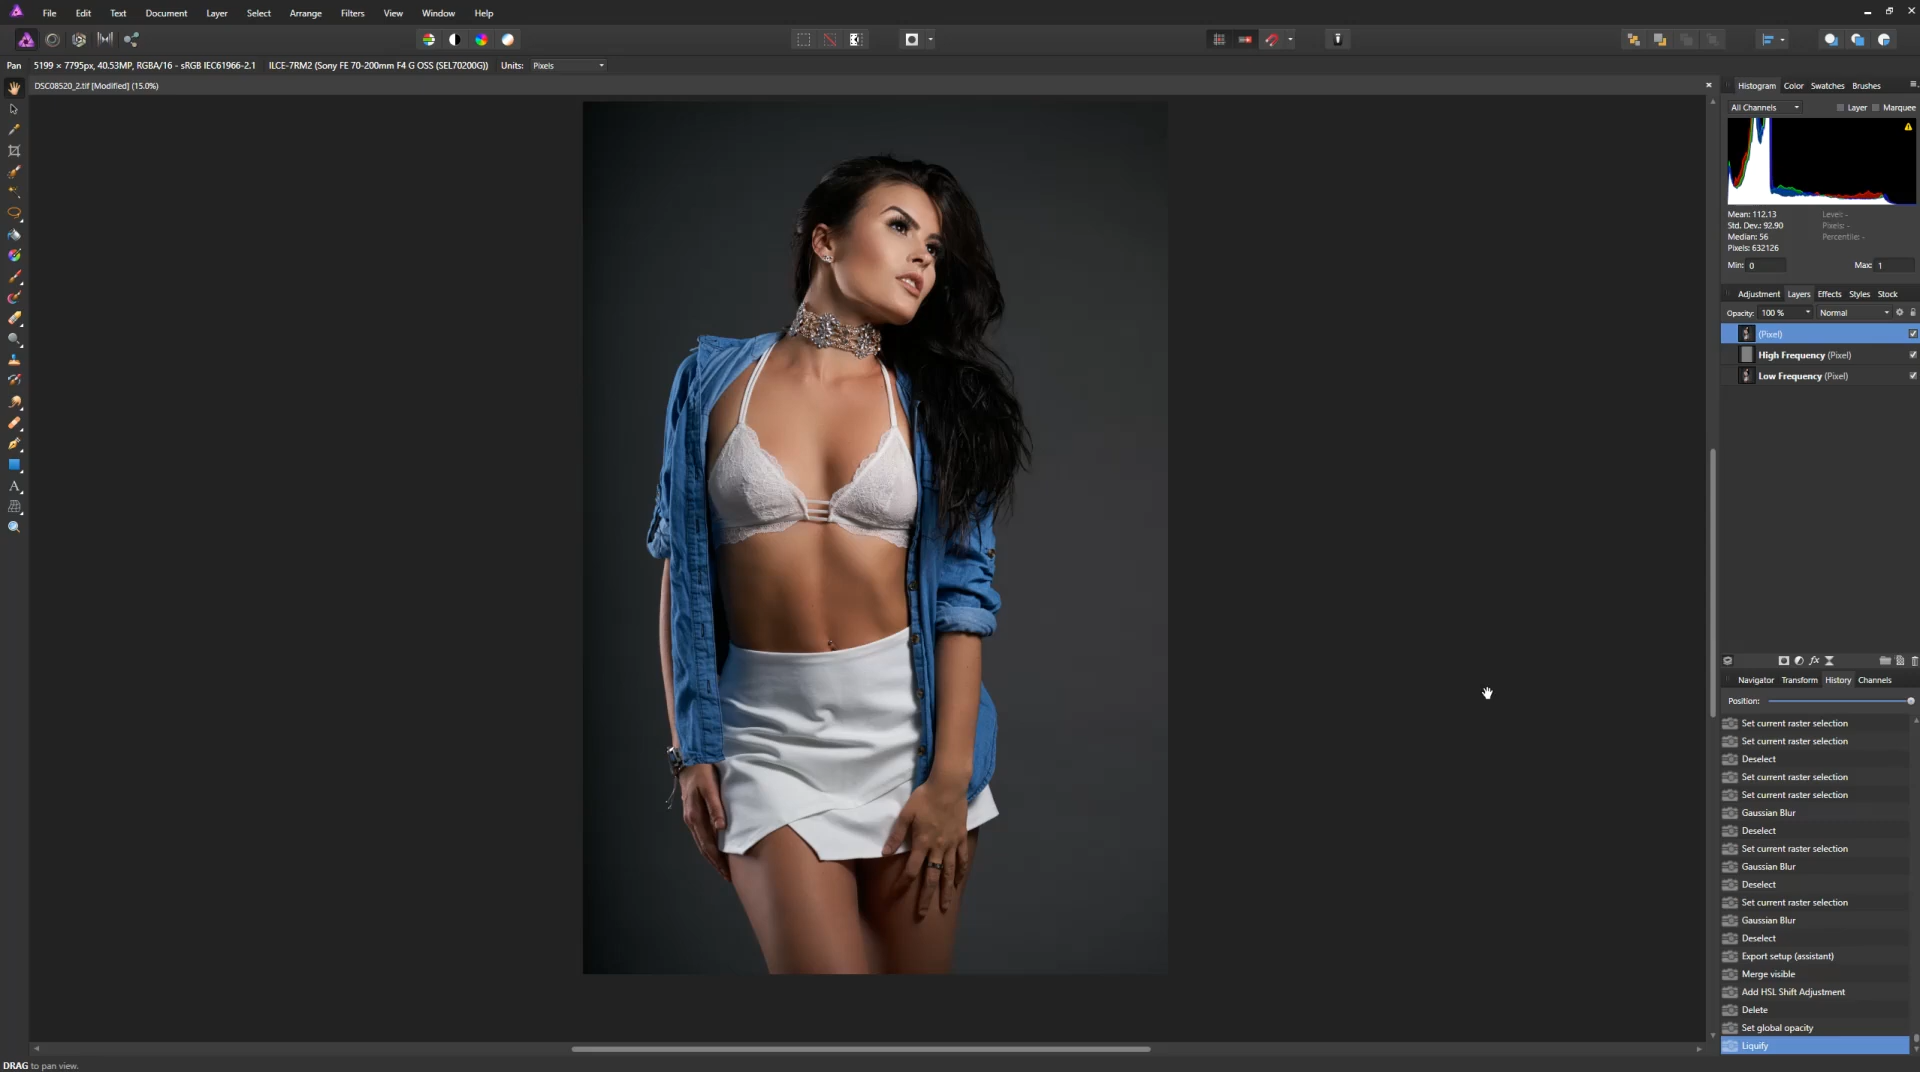 File Edit Text Document Layer Select Arrange Filters View Window Help
Pan 5199 × 7795px, 40.53MP, RGBA/16 - sRGB IEC61966-2.1 ILCE-7RM2 (Sony FE 70-200mm F4 G OSS (SEL70200G)) Units: Pixels
DSC08520_2.tif [Modified] (15.0%)
Histogram Color Swatches Brushes
All Channels Layer Marquee
Mean: 112.13 Level: -
Std. Dev.: 92.90 Pixels: -
Median: 56 Percentile: -
Pixels: 632126
Min: 0 Max: 1
Adjustment Layers Effects Styles Stock
Opacity: 100 % Normal
(Pixel)
High Frequency (Pixel)
Low Frequency (Pixel)
fx
Navigator Transform History Channels
Position:
Set current raster selection
Set current raster selection
Deselect
Set current raster selection
Set current raster selection
Gaussian Blur
Deselect
Set current raster selection
Gaussian Blur
Deselect
Set current raster selection
Gaussian Blur
Deselect
Export setup (assistant)
Merge visible
Add HSL Shift Adjustment
Delete
Set global opacity
Liquify
A
DRAG to pan view.